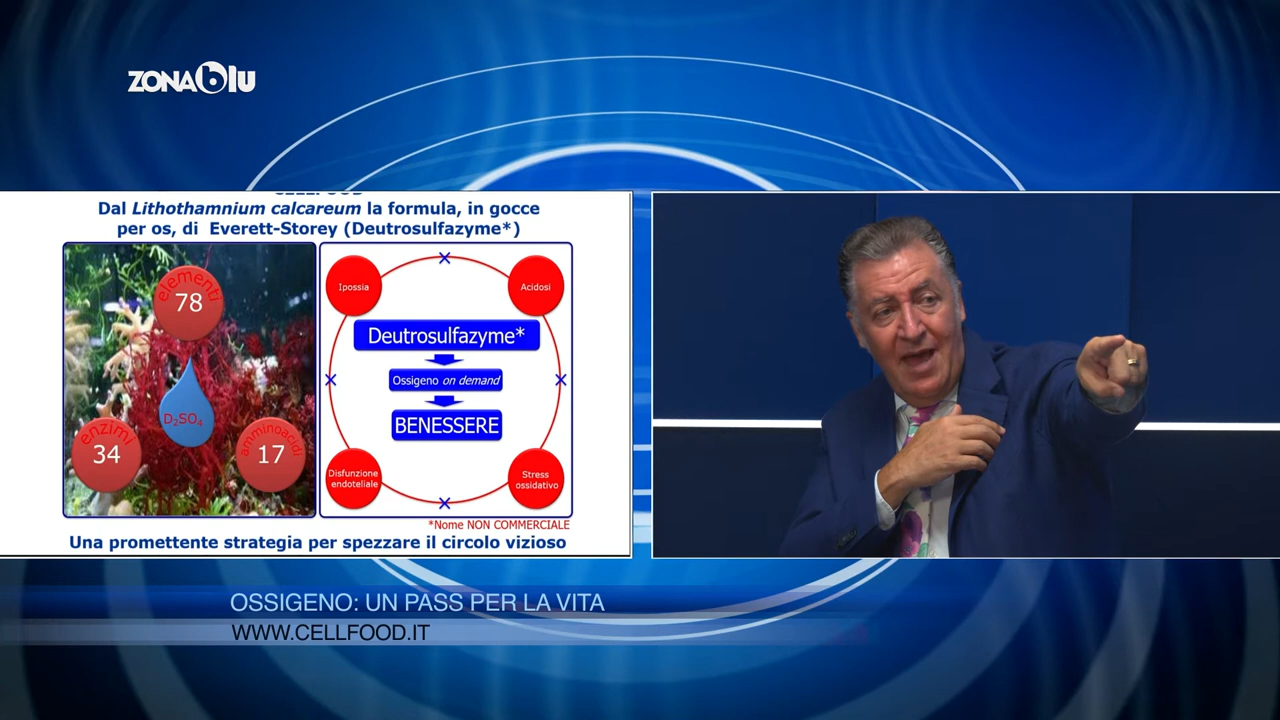 ZONAblu
CELLFOOD
Dal Lithothamnium calcareum la formula, in gocce
per os, di Everett-Storey (Deutrosulfazyme*)
elementi
78
D₂SO₄
enzimi
34
amminoacidi
17
Ipossia
Acidosi
Deutrosulfazyme*
Ossigeno on demand
BENESSERE
Disfunzione
endoteliale
Stress
ossidativo
*Nome NON COMMERCIALE
Una promettente strategia per spezzare il circolo vizioso
OSSIGENO: UN PASS PER LA VITA
WWW.CELLFOOD.IT